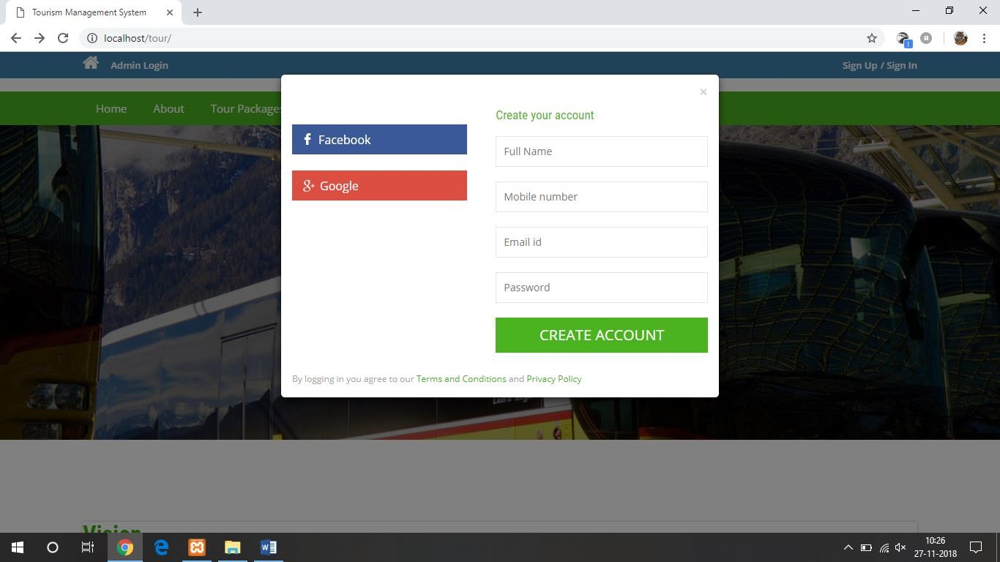 Tourism Management System
localhost/tour/
Admin Login
Sign Up / Sign In
Home About Tour Packages
Create your account
Facebook
Google
Full Name
Mobile number
Email id
Password
CREATE ACCOUNT
By logging in you agree to our Terms and Conditions and Privacy Policy
Vision
10:26
27-11-2018